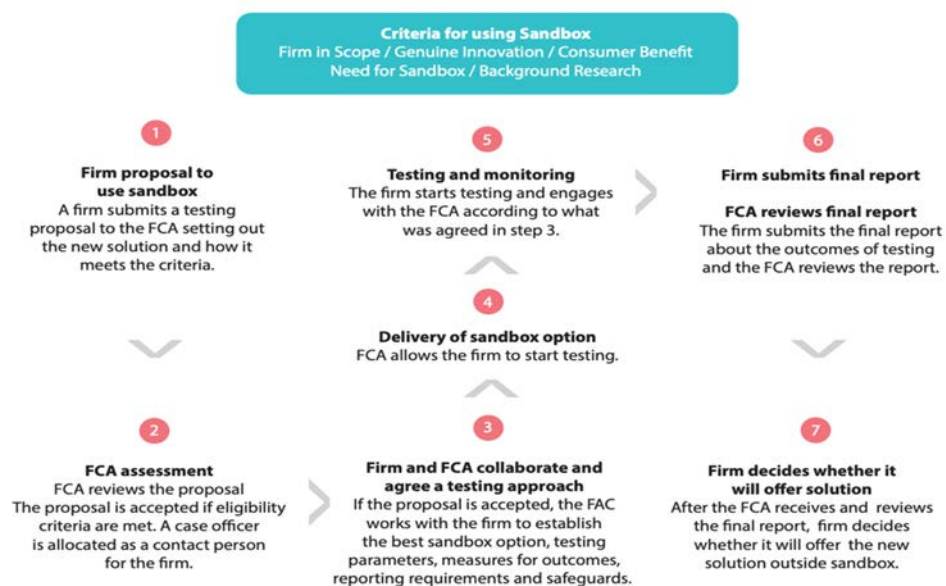 Criteria for using Sandbox
Firm in Scope / Genuine Innovation / Consumer Benefit
Need for Sandbox / Background Research
1
Firm proposal to
use sandbox
A firm submits a testing
proposal to the FCA setting out
the new solution and how it
meets the criteria.
2
FCA assessment
FCA reviews the proposal
The proposal is accepted if eligibility
criteria are met. A case officer
is allocated as a contact person
for the firm.
3
Firm and FCA collaborate and
agree a testing approach
If the proposal is accepted, the FAC
works with the firm to establish
the best sandbox option, testing
parameters, measures for outcomes,
reporting requirements and safeguards.
4
Delivery of sandbox option
FCA allows the firm to start testing.
5
Testing and monitoring
The firm starts testing and engages
with the FCA according to what
was agreed in step 3.
6
Firm submits final report
FCA reviews final report
The firm submits the final report
about the outcomes of testing
and the FCA reviews the report.
7
Firm decides whether it
will offer solution
After the FCA receives and reviews
the final report, firm decides
whether it will offer the new
solution outside sandbox.